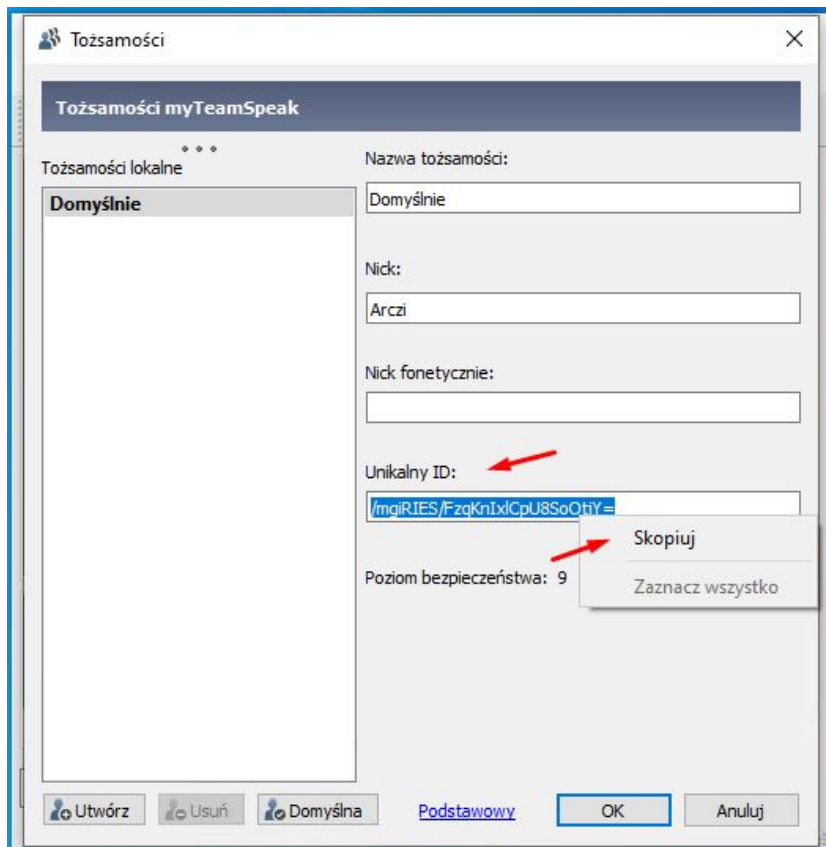 Tożsamości
Tożsamości myTeamSpeak
Tożsamości lokalne
Domyślnie
Nazwa tożsamości:
Domyślnie
Nick:
Arczi
Nick fonetycznie:
Unikalny ID:
/mgiRIES/FzqKnIxlCpU8SoOtjY=
Skopiuj
Zaznacz wszystko
Poziom bezpieczeństwa: 9
Utwórz Usuń Domyślna Podstawowy OK Anuluj